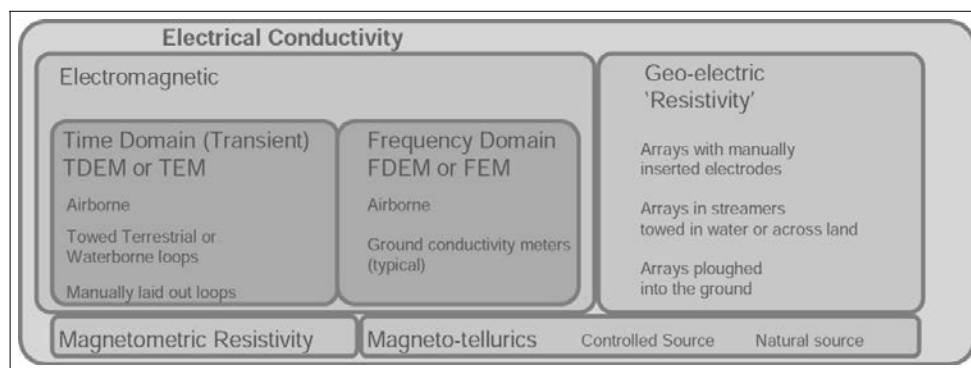 Electrical Conductivity
Electromagnetic
Time Domain (Transient)
TDEM or TEM
Airborne
Towed Terrestrial or
Waterborne loops
Manually laid out loops
Frequency Domain
FDEM or FEM
Airborne
Ground conductivity meters
(typical)
Geo-electric
'Resistivity'
Arrays with manually
inserted electrodes
Arrays in streamers
towed in water or across land
Arrays ploughed
into the ground
Magnetometric Resistivity
Magneto-tellurics
Controlled Source
Natural source